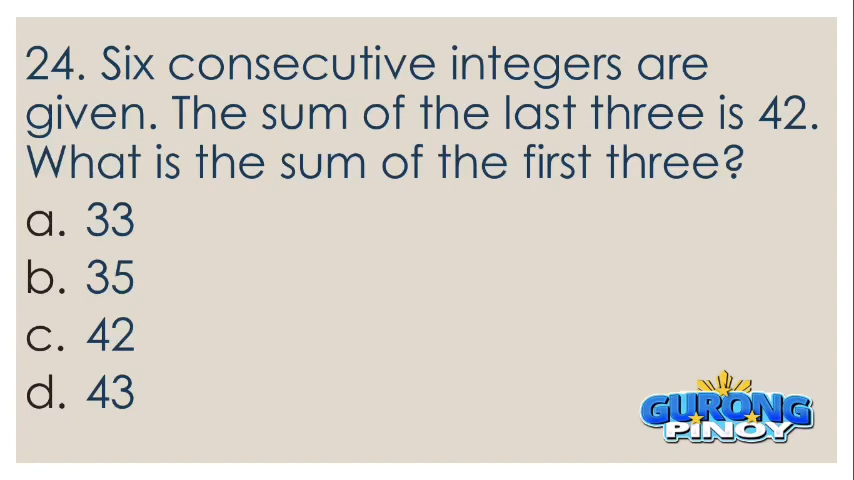 24. Six consecutive integers are
given. The sum of the last three is 42.
What is the sum of the first three?
a. 33
b. 35
c. 42
d. 43
GURONG
PINOY